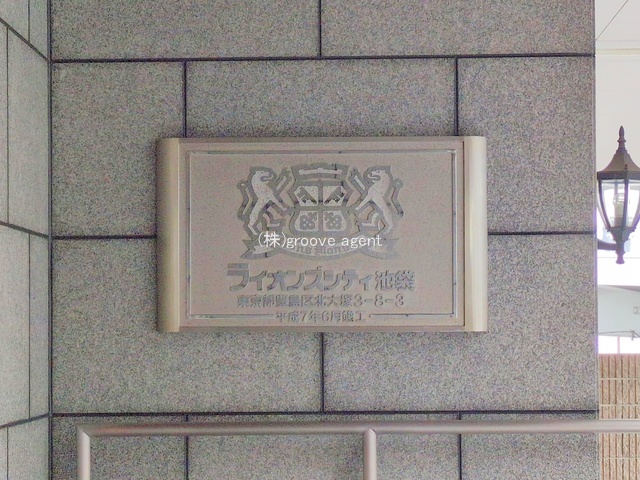 (株)groove agent
ライオンズシティ池袋
東京都豊島区北大塚3-8-3
平成7年6月竣工